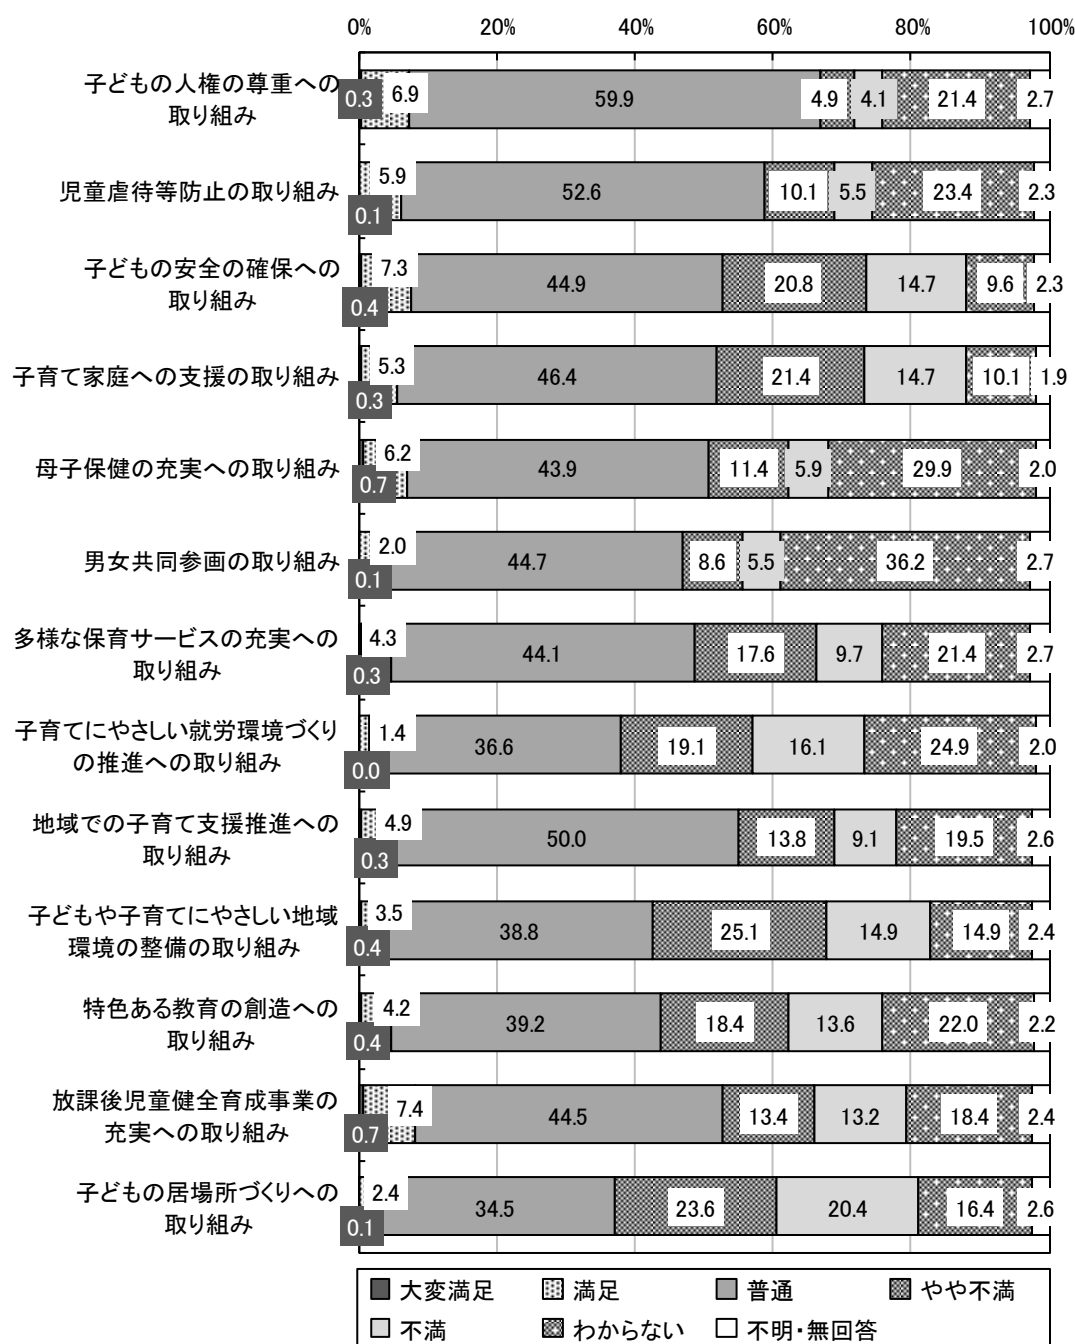 0% 20% 40% 60% 80% 100%
子どもの人権の尊重への
取り組み
0.3 6.9 59.9 4.9 4.1 21.4 2.7
児童虐待等防止の取り組み
0.1 5.9 52.6 10.1 5.5 23.4 2.3
子どもの安全の確保への
取り組み
0.4 7.3 44.9 20.8 14.7 9.6 2.3
子育て家庭への支援の取り組み
0.3 5.3 46.4 21.4 14.7 10.1 1.9
母子保健の充実への取り組み
0.7 6.2 43.9 11.4 5.9 29.9 2.0
男女共同参画の取り組み
0.1 2.0 44.7 8.6 5.5 36.2 2.7
多様な保育サービスの充実への
取り組み
0.3 4.3 44.1 17.6 9.7 21.4 2.7
子育てにやさしい就労環境づくり
の推進への取り組み
0.0 1.4 36.6 19.1 16.1 24.9 2.0
地域での子育て支援推進への
取り組み
0.3 4.9 50.0 13.8 9.1 19.5 2.6
子どもや子育てにやさしい地域
環境の整備の取り組み
0.4 3.5 38.8 25.1 14.9 14.9 2.4
特色ある教育の創造への
取り組み
0.4 4.2 39.2 18.4 13.6 22.0 2.2
放課後児童健全育成事業の
充実への取り組み
0.7 7.4 44.5 13.4 13.2 18.4 2.4
子どもの居場所づくりへの
取り組み
0.1 2.4 34.5 23.6 20.4 16.4 2.6
大変満足 満足 普通 やや不満
不満 わからない 不明・無回答